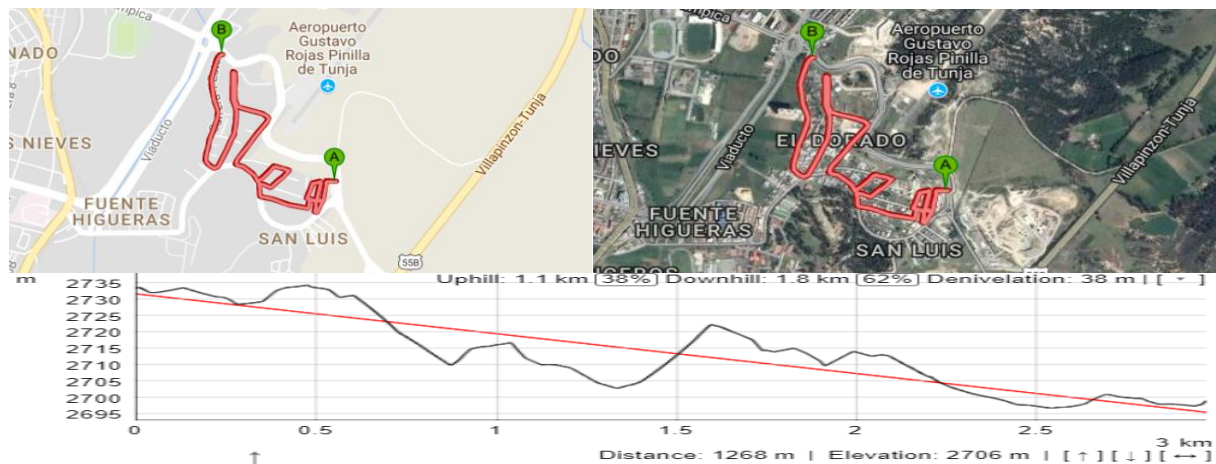 ímpica
B
Aeropuerto
Gustavo
Rojas Pinilla
de Tunja
NADO
Viaducto
S NIEVES
A
Villapinzon-Tunja
FUENTE
HIGUERAS
SAN LUIS
55B
B
Aeropuerto
Gustavo
Rojas Pinilla
de Tunja
DO
Viaducto
NIEVES
EL DORADO
A
Villapinzon-Tunja
FUENTE
HIGUERA
SAN LUIS
m
Uphill: 1.1 km [38%] Downhill: 1.8 km [62%] Denivelation: 38 m | [ - ]
2735
2730
2725
2720
2715
2710
2705
2700
2695
0 0.5 1 1.5 2 2.5 3 km
↑ Distance: 1268 m | Elevation: 2706 m | [ ↑ ] [ ↓ ] [ ↔ ]